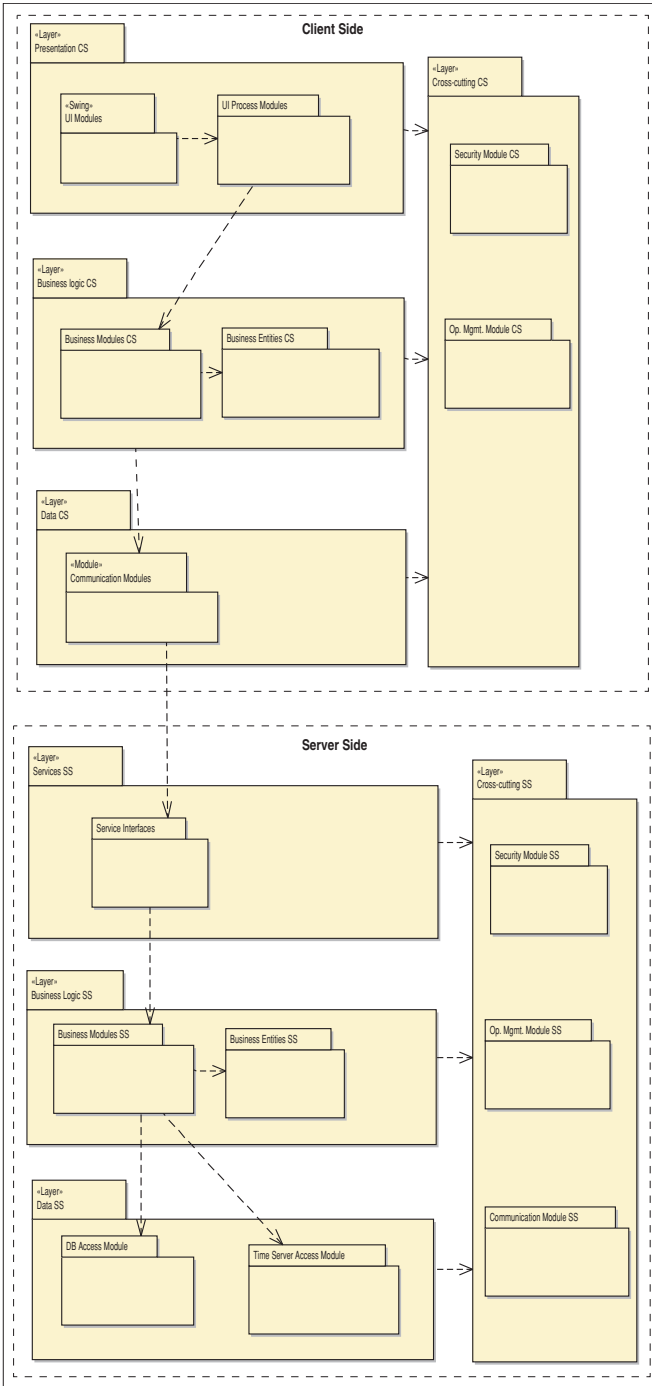 Client Side
«Layer»
Presentation CS
«Swing»
UI Modules
UI Process Modules
«Layer»
Cross-cutting CS
Security Module CS
«Layer»
Business logic CS
Business Modules CS
Business Entities CS
Op. Mgmt. Module CS
«Layer»
Data CS
«Module»
Communication Modules
Server Side
«Layer»
Services SS
Service Interfaces
«Layer»
Cross-cutting SS
Security Module SS
«Layer»
Business Logic SS
Business Modules SS
Business Entities SS
Op. Mgmt. Module SS
«Layer»
Data SS
DB Access Module
Time Server Access Module
Communication Module SS